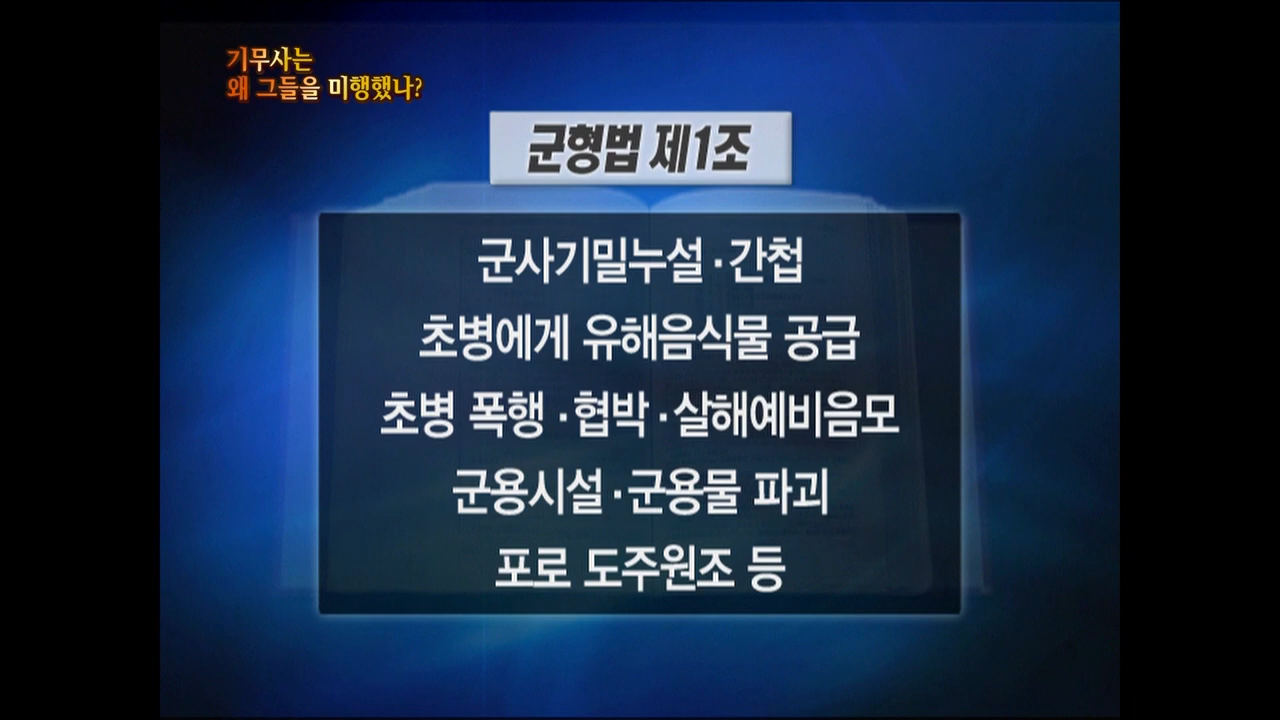 기무사는
왜 그들을 미행했나?
군형법 제1조
군사기밀누설·간첩
초병에게 유해음식물 공급
초병 폭행·협박·살해예비음모
군용시설·군용물 파괴
포로 도주원조 등